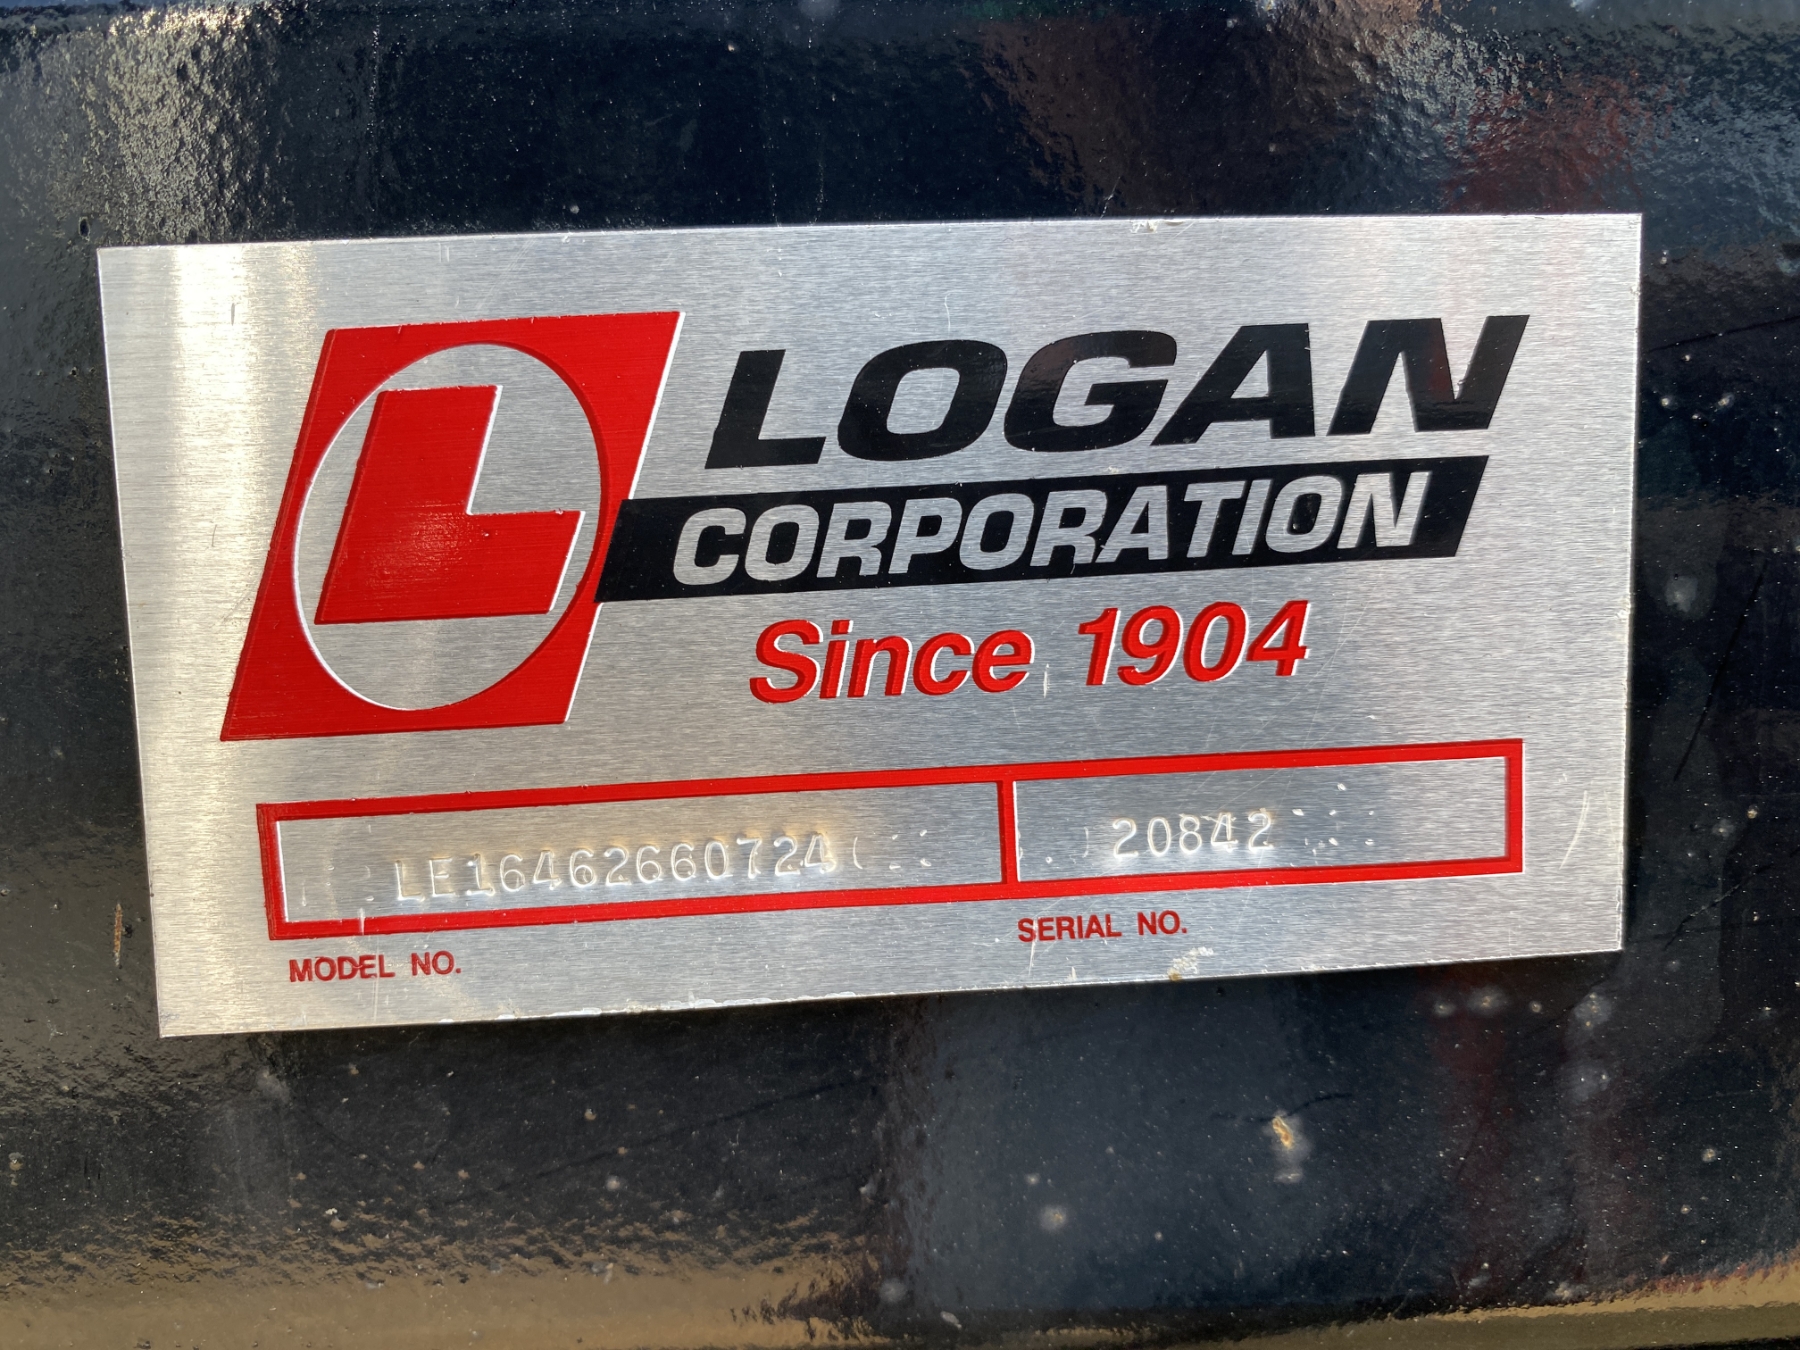 L
LOGAN
CORPORATION
Since 1904
LE16462660724 20842
MODEL NO. SERIAL NO.